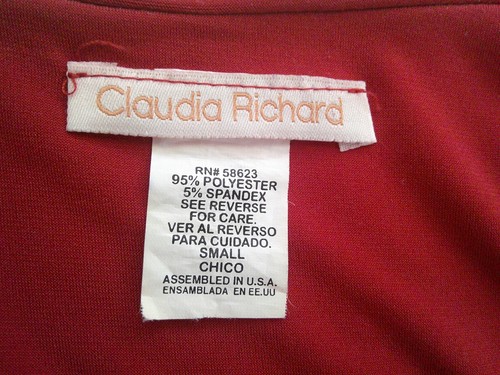 Claudia Richard
RN# 58623
95% POLYESTER
5% SPANDEX
SEE REVERSE
FOR CARE.
VER AL REVERSO
PARA CUIDADO.
SMALL
CHICO
ASSEMBLED IN U.S.A.
ENSAMBLADA EN EE.UU